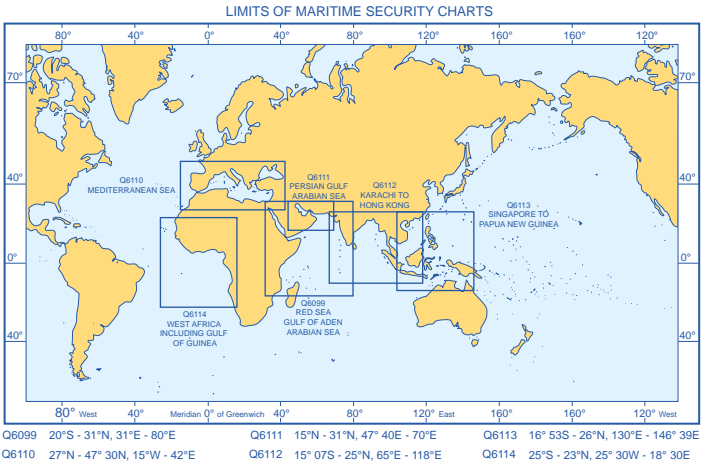 LIMITS OF MARITIME SECURITY CHARTS
80° 40° 0° 40° 80° 120° 160° 160° 120°
70° 70°
Q6110
MEDITERRANEAN SEA
Q6111
PERSIAN GULF
ARABIAN SEA
Q6112
KARACHI TO
HONG KONG
Q6113
SINGAPORE TO
PAPUA NEW GUINEA
40° 40°
0° 0°
Q6114
WEST AFRICA
INCLUDING GULF
OF GUINEA
Q6099
RED SEA
GULF OF ADEN
ARABIAN SEA
40° 40°
80° West 40° Meridian 0° of Greenwich 40° 80° 120° East 160° 160° 120° West
Q6099 20°S - 31°N, 31°E - 80°E Q6111 15°N - 31°N, 47° 40E - 70°E Q6113 16° 53S - 26°N, 130°E - 146° 39E
Q6110 27°N - 47° 30N, 15°W - 42°E Q6112 15° 07S - 25°N, 65°E - 118°E Q6114 25°S - 23°N, 25° 30W - 18° 30E